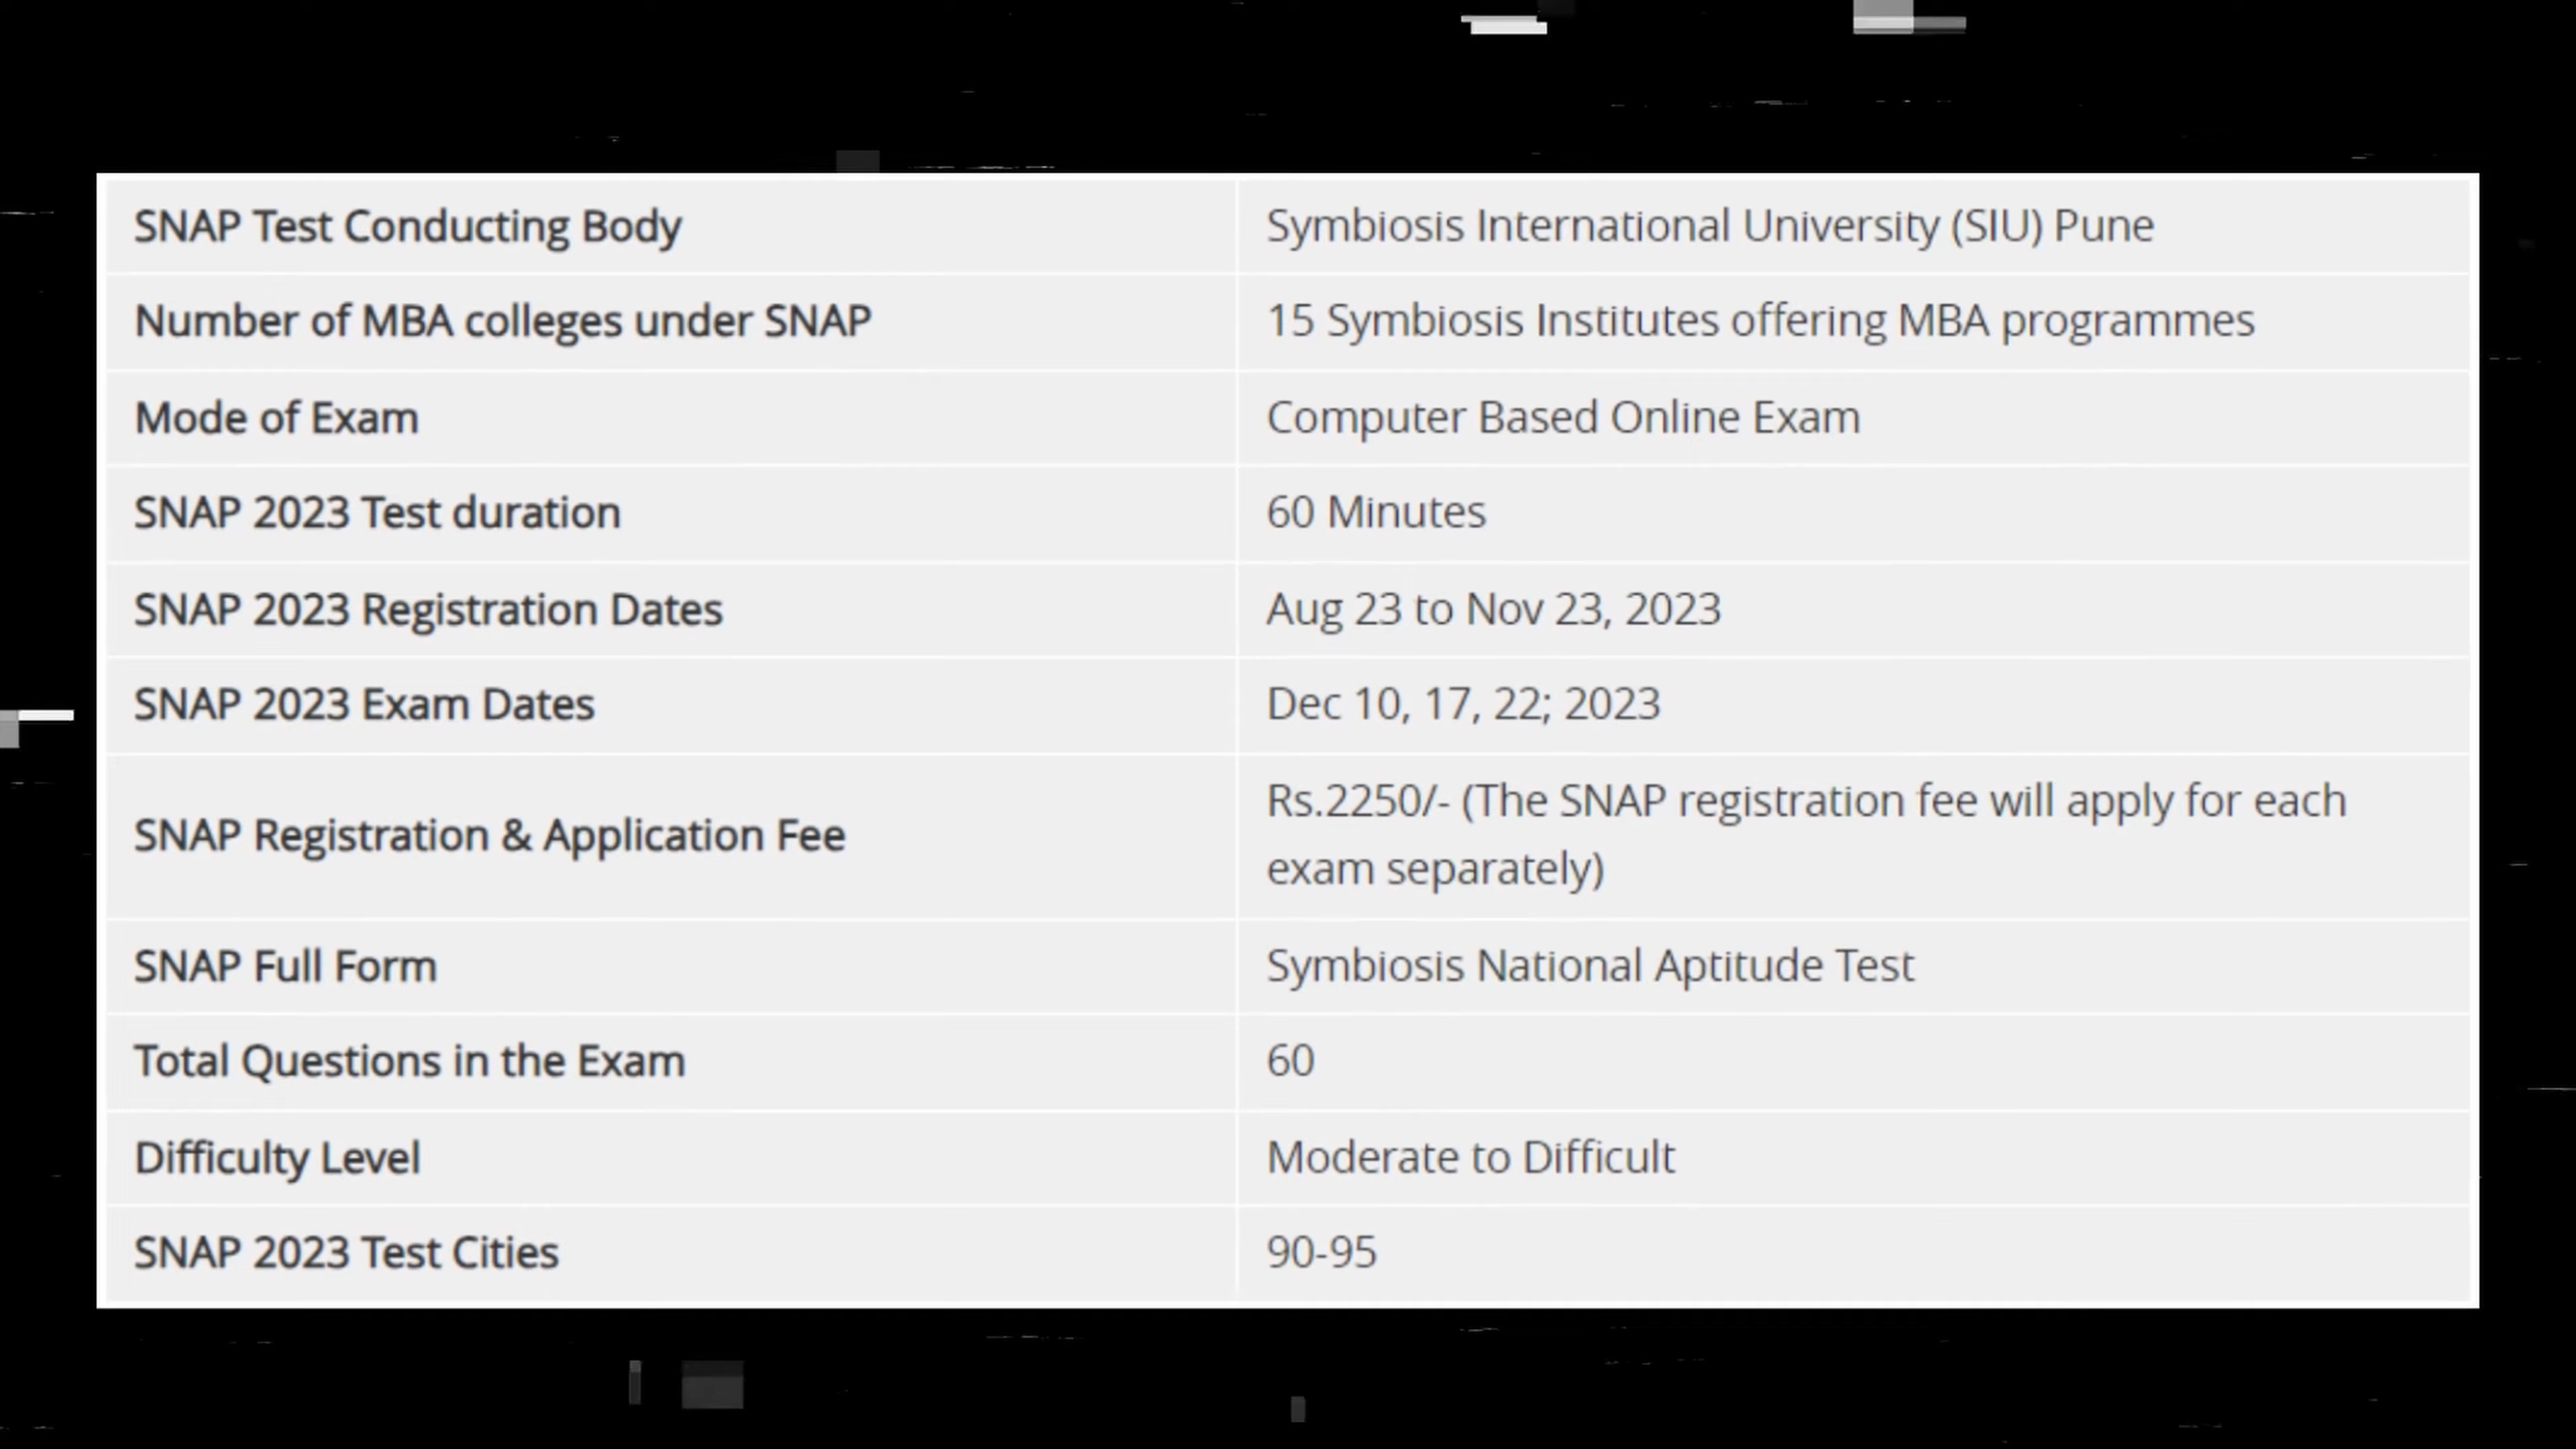 SNAP Test Conducting Body
Symbiosis International University (SIU) Pune
Number of MBA colleges under SNAP
15 Symbiosis Institutes offering MBA programmes
Mode of Exam
Computer Based Online Exam
SNAP 2023 Test duration
60 Minutes
SNAP 2023 Registration Dates
Aug 23 to Nov 23, 2023
SNAP 2023 Exam Dates
Dec 10, 17, 22; 2023
SNAP Registration & Application Fee
Rs.2250/- (The SNAP registration fee will apply for each
exam separately)
SNAP Full Form
Symbiosis National Aptitude Test
Total Questions in the Exam
60
Difficulty Level
Moderate to Difficult
SNAP 2023 Test Cities
90-95